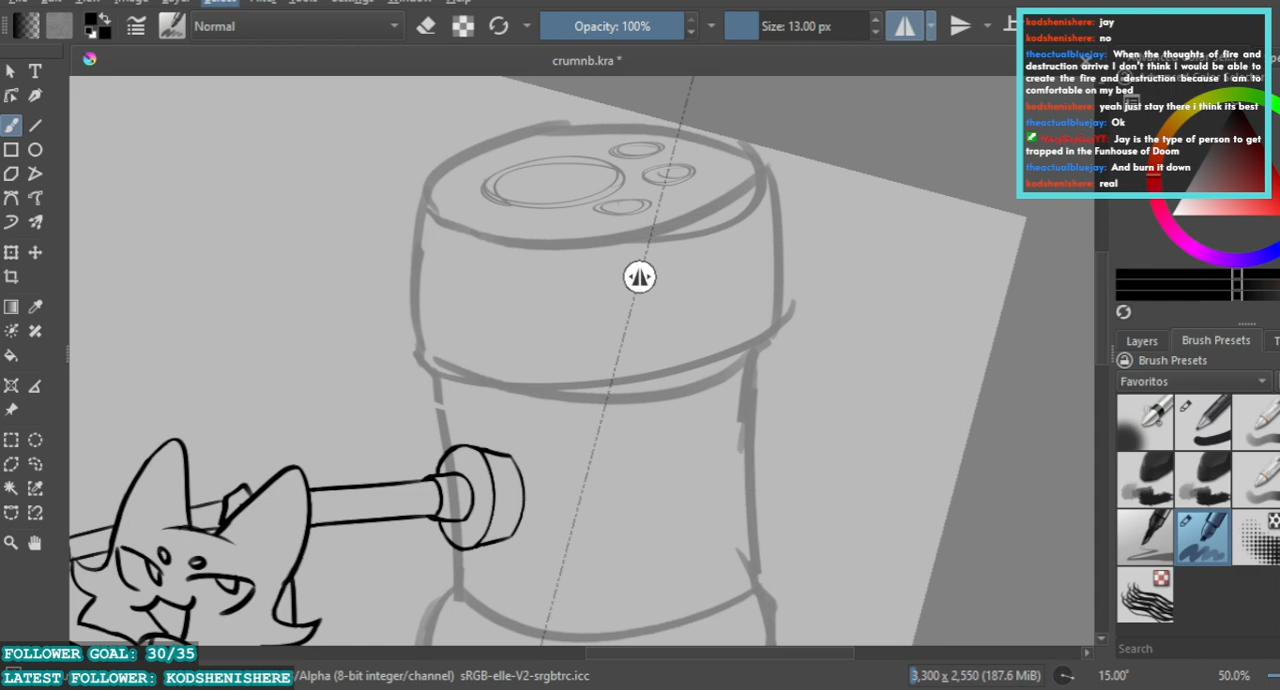 Normal
Opacity: 100%
Size: 13.00 px
crumnb.kra *
kodshenishere: jay
kodshenishere: no
theactualbluejay: When the thoughts of fire and
destruction arrive I don't think I would be able to
create the fire and destruction because I am to
comfortable on my bed
kodshenishere: yeah just stay there i think its best
theactualbluejay: Ok
Jay is the type of person to get
trapped in the Funhouse of Doom
theactualbluejay: And burn it down
kodshenishere: real
Layers
Brush Presets
Brush Presets
Favoritos
Search
FOLLOWER GOAL: 30/35
LATEST FOLLOWER: KODSHENISHERE
/Alpha (8-bit integer/channel) sRGB-elle-V2-srgbtrc.icc
3,300 x 2,550 (187.6 MiB)
15.00°
50.0%